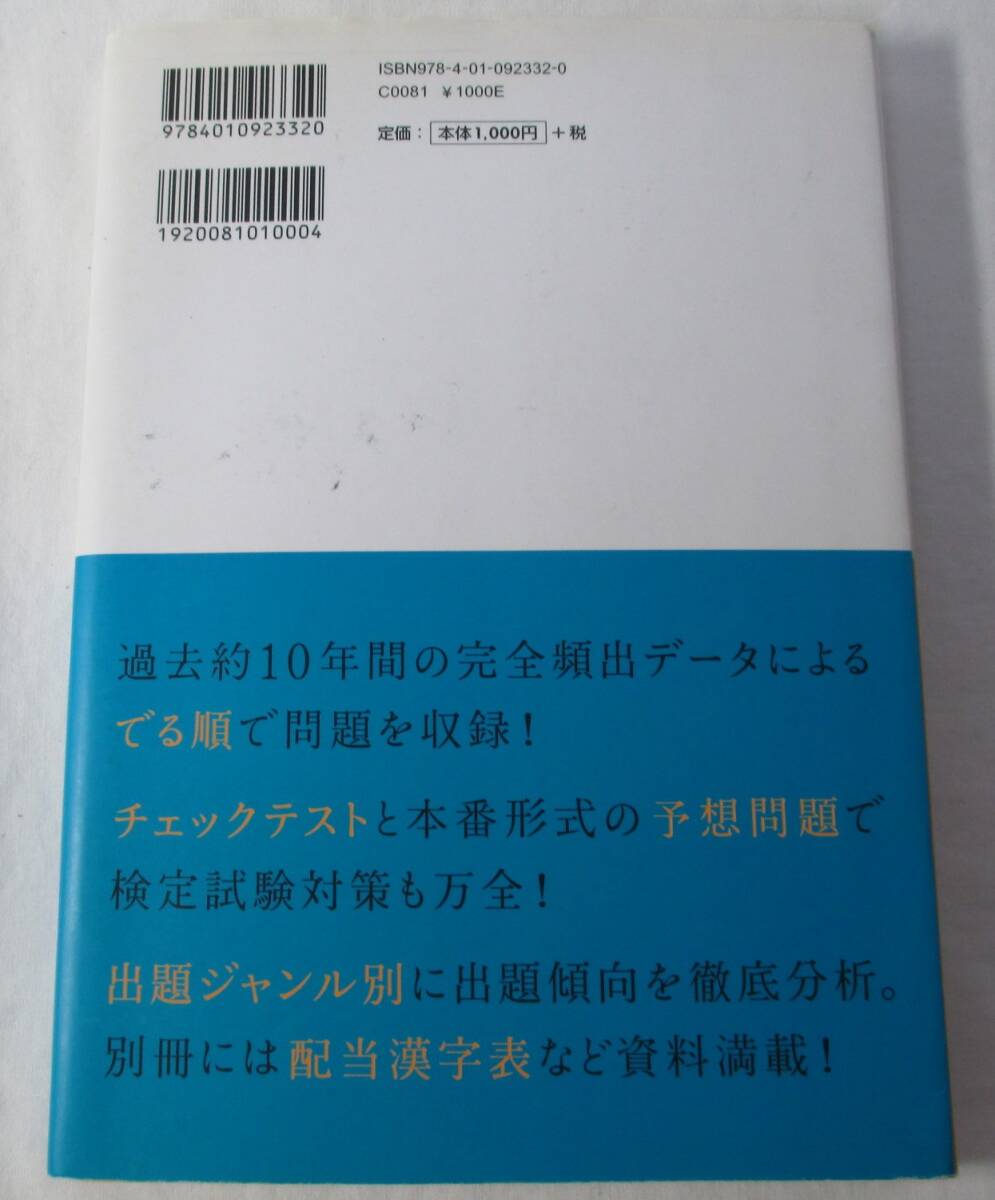 ISBN978-4-01-092332-0
C0081 ¥1000E
定価：本体1,000円＋税
9784010923320
1920081010004
過去約10年間の完全頻出データによる
でる順で問題を収録！
チェックテストと本番形式の予想問題で
検定試験対策も万全！
出題ジャンル別に出題傾向を徹底分析。
別冊には配当漢字表など資料満載！